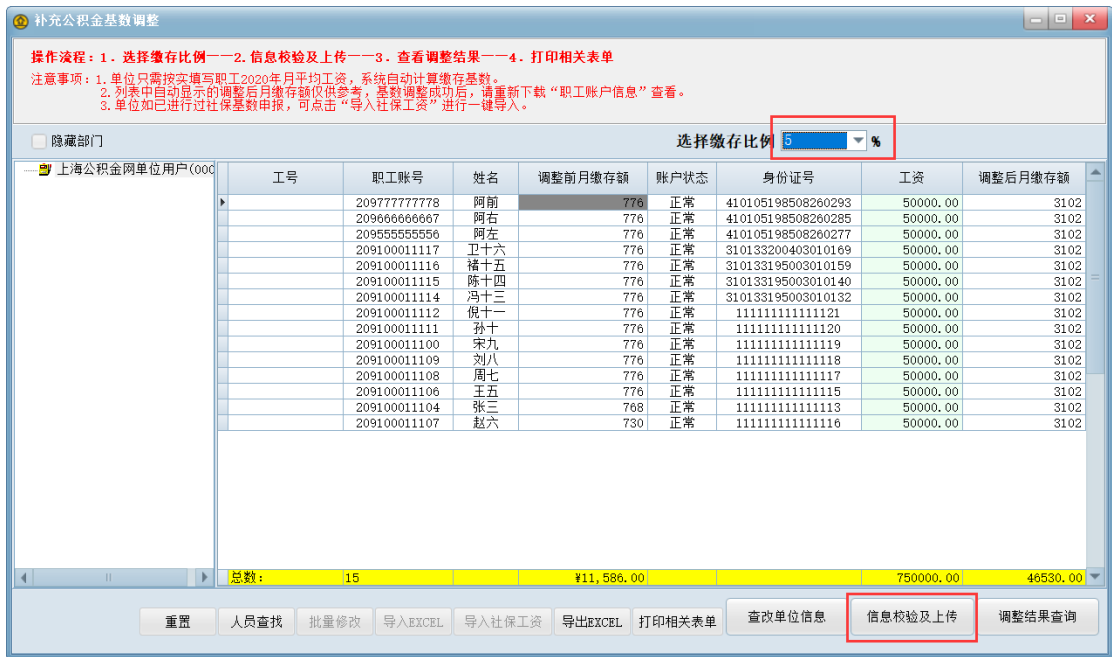 补充公积金基数调整
操作流程：1．选择缴存比例——2.信息校验及上传——3．查看调整结果——4．打印相关表单
注意事项：1.单位只需按实填写职工2020年月平均工资，系统自动计算缴存基数。
2.列表中自动显示的调整后月缴存额仅供参考，基数调整成功后，请重新下载“职工账户信息”查看。
3.单位如已进行过社保基数申报，可点击“导入社保工资”进行一键导入。
隐藏部门 选择缴存比例 5 %
上海公积金网单位用户(000
工号 职工账号 姓名 调整前月缴存额 账户状态 身份证号 工资 调整后月缴存额
209777777778 阿前 776 正常 410105198508260293 50000.00 3102
209666666667 阿右 776 正常 410105198508260285 50000.00 3102
209555555556 阿左 776 正常 410105198508260277 50000.00 3102
209100011117 卫十六 776 正常 310133200403010169 50000.00 3102
209100011116 褚十五 776 正常 310133195003010159 50000.00 3102
209100011115 陈十四 776 正常 310133195003010140 50000.00 3102
209100011114 冯十三 776 正常 310133195003010132 50000.00 3102
209100011112 倪十一 776 正常 111111111111121 50000.00 3102
209100011111 孙十 776 正常 111111111111120 50000.00 3102
209100011100 宋九 776 正常 111111111111119 50000.00 3102
209100011109 刘八 776 正常 111111111111118 50000.00 3102
209100011108 周七 776 正常 111111111111117 50000.00 3102
209100011106 王五 776 正常 111111111111115 50000.00 3102
209100011104 张三 768 正常 111111111111113 50000.00 3102
209100011107 赵六 730 正常 111111111111116 50000.00 3102
总数： 15 ¥11,586.00 750000.00 46530.00
重置 人员查找 批量修改 导入EXCEL 导入社保工资 导出EXCEL 打印相关表单 查改单位信息 信息校验及上传 调整结果查询